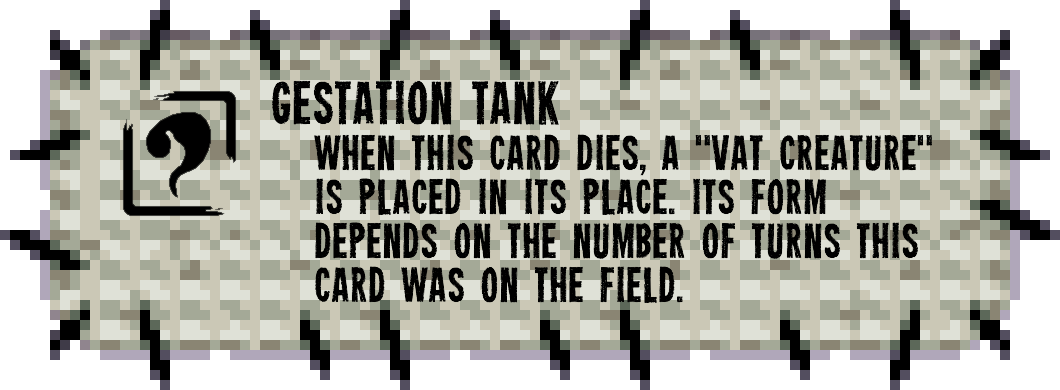 GESTATION TANK
WHEN THIS CARD DIES, A "VAT CREATURE"
IS PLACED IN ITS PLACE. ITS FORM
DEPENDS ON THE NUMBER OF TURNS THIS
CARD WAS ON THE FIELD.